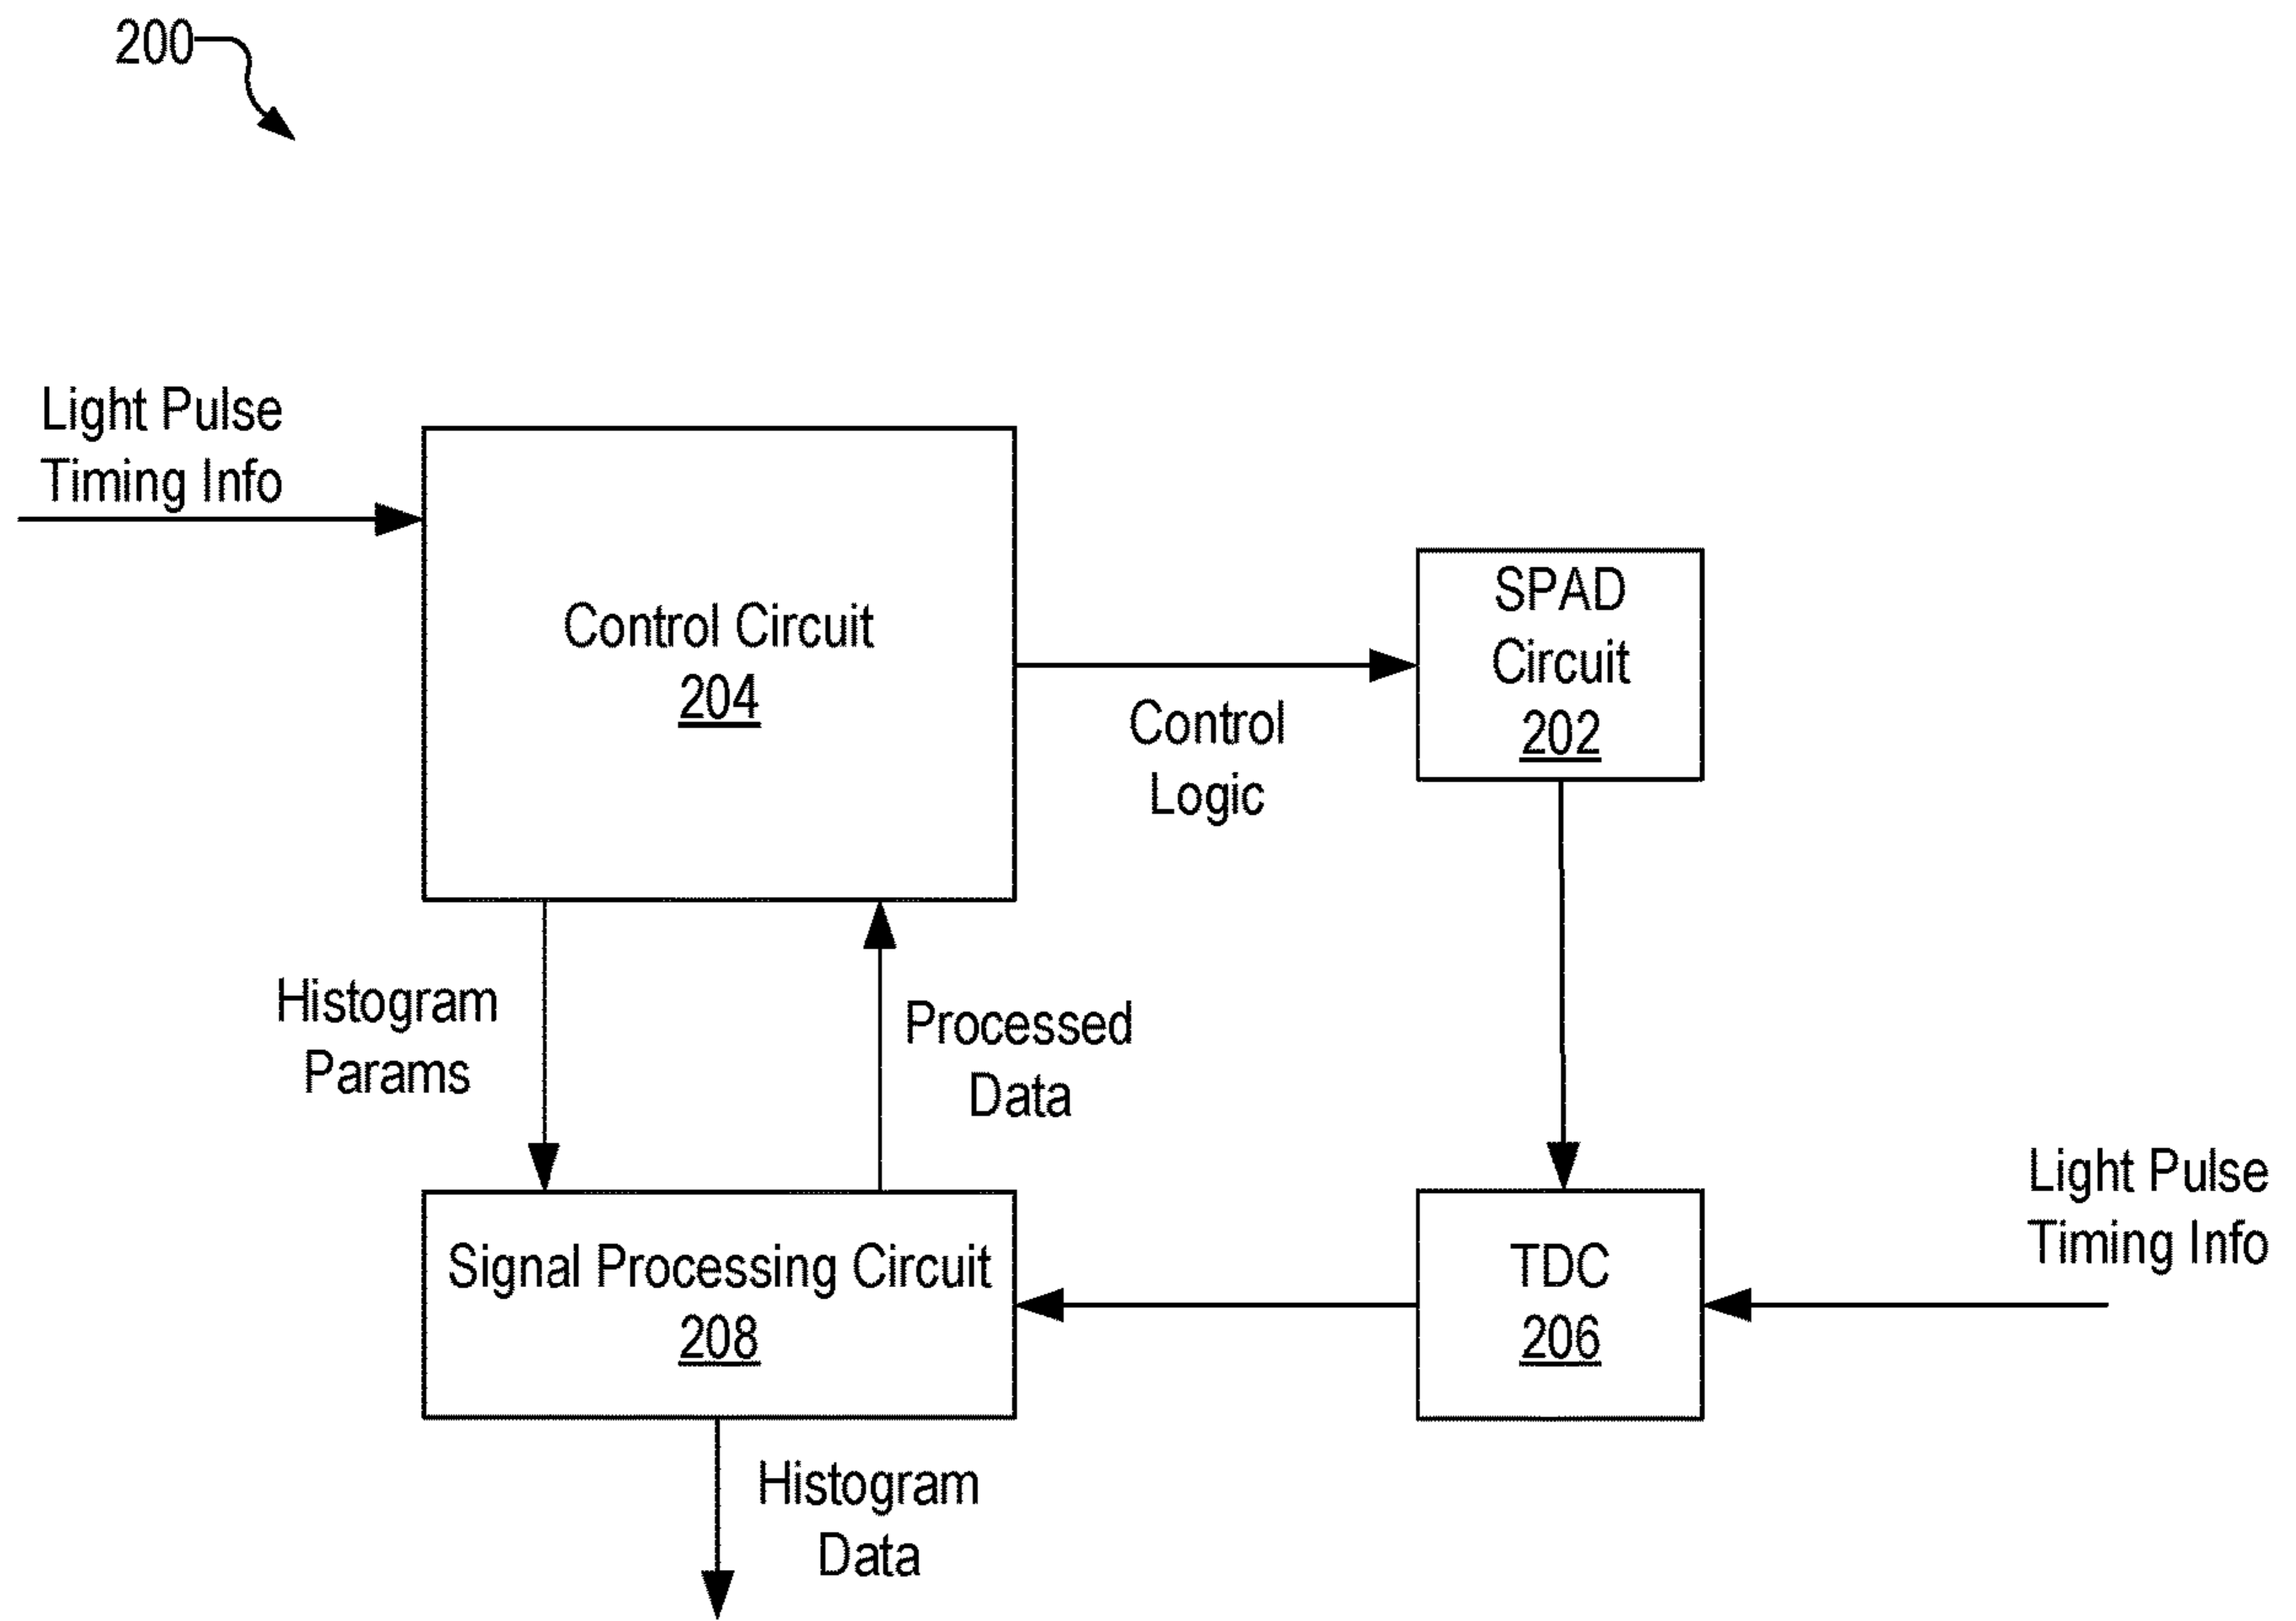 200
Light Pulse
Timing Info
Control Circuit
204
SPAD
Circuit
202
Control
Logic
Histogram
Params
Processed
Data
Light Pulse
Timing Info
Signal Processing Circuit
208
TDC
206
Histogram
Data